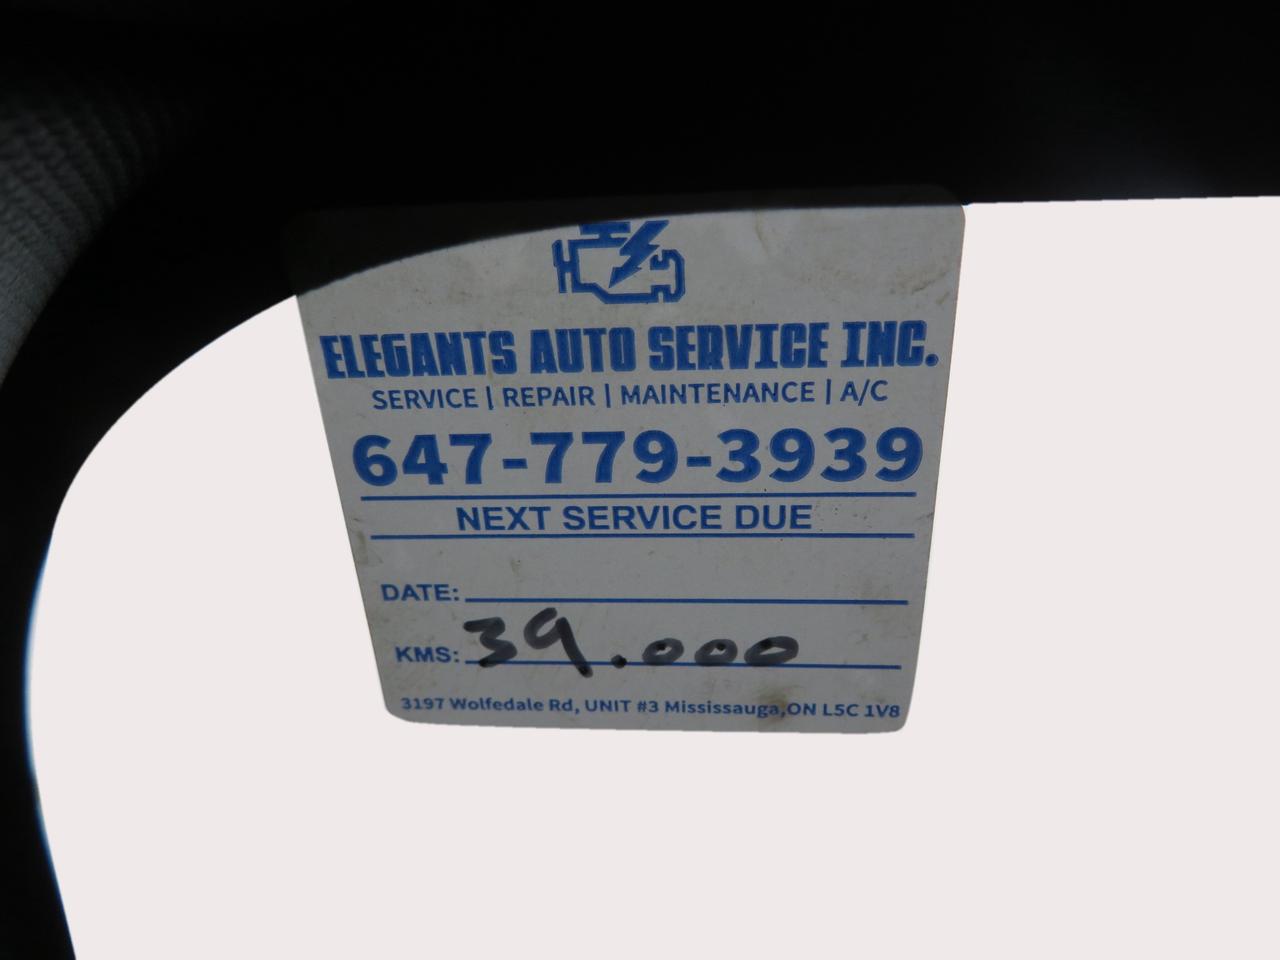 ELEGANTS AUTO SERVICE INC.
SERVICE | REPAIR | MAINTENANCE | A/C
647-779-3939
NEXT SERVICE DUE
DATE:
KMS: 39.000
3197 Wolfedale Rd, UNIT #3 Mississauga,ON L5C 1V8